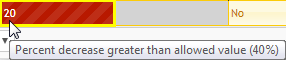 20 No
Percent decrease greater than allowed value (40%)